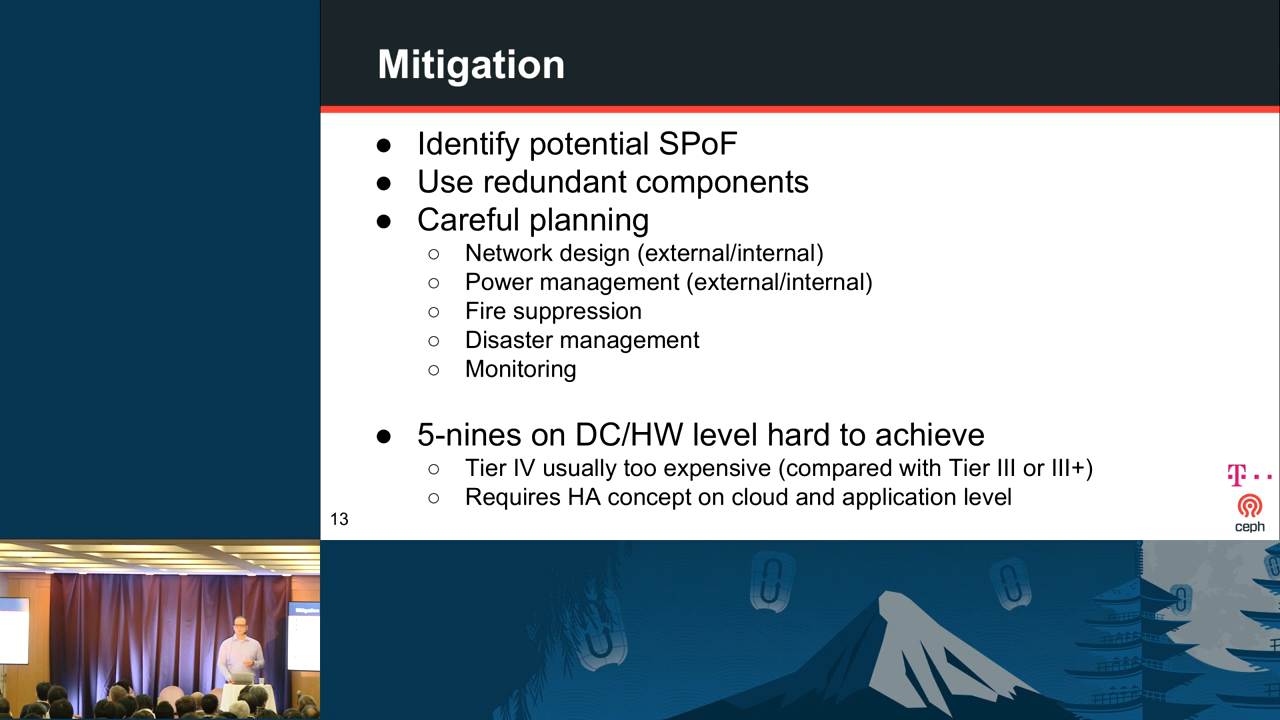 Mitigation
● Identify potential SPoF
● Use redundant components
● Careful planning
○ Network design (external/internal)
○ Power management (external/internal)
○ Fire suppression
○ Disaster management
○ Monitoring
● 5-nines on DC/HW level hard to achieve
○ Tier IV usually too expensive (compared with Tier III or III+)
○ Requires HA concept on cloud and application level
13
T
ceph
Mitigation